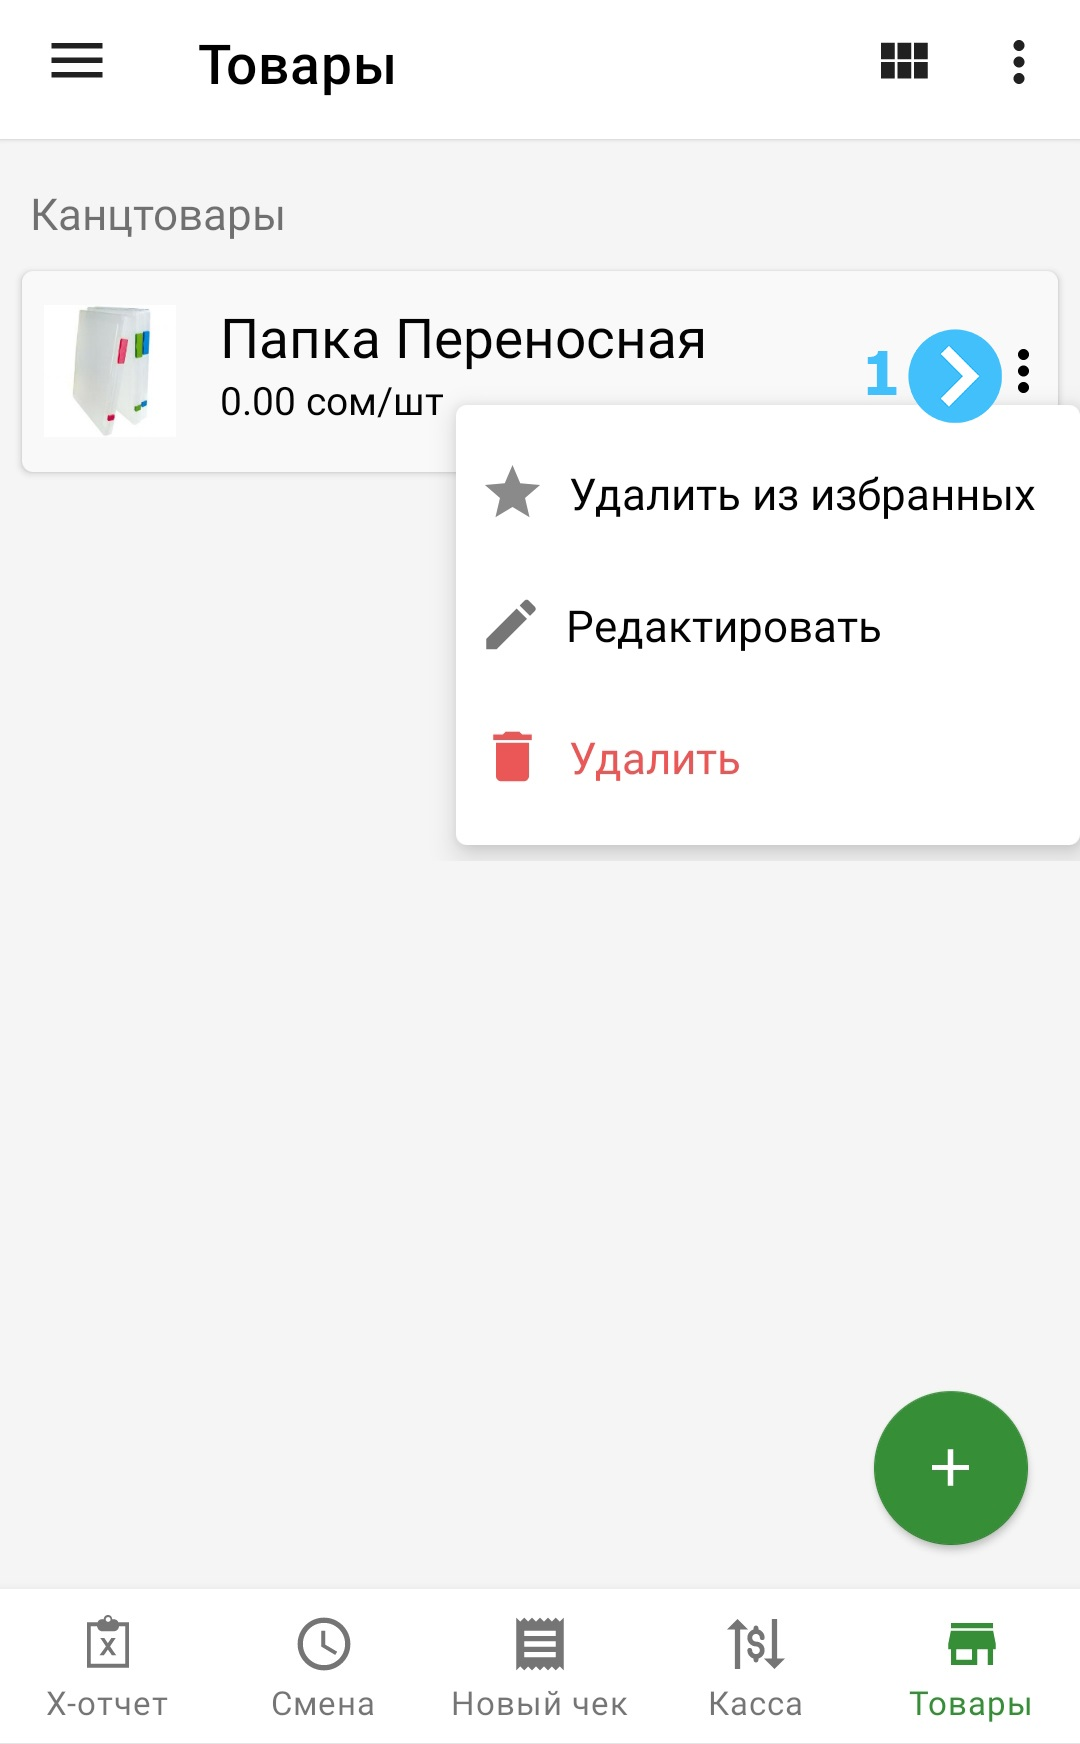 Товары
Канцтовары
Папка Переносная
0.00 сом/шт
1
Удалить из избранных
Редактировать
Удалить
X-отчет
Смена
Новый чек
Касса
Товары